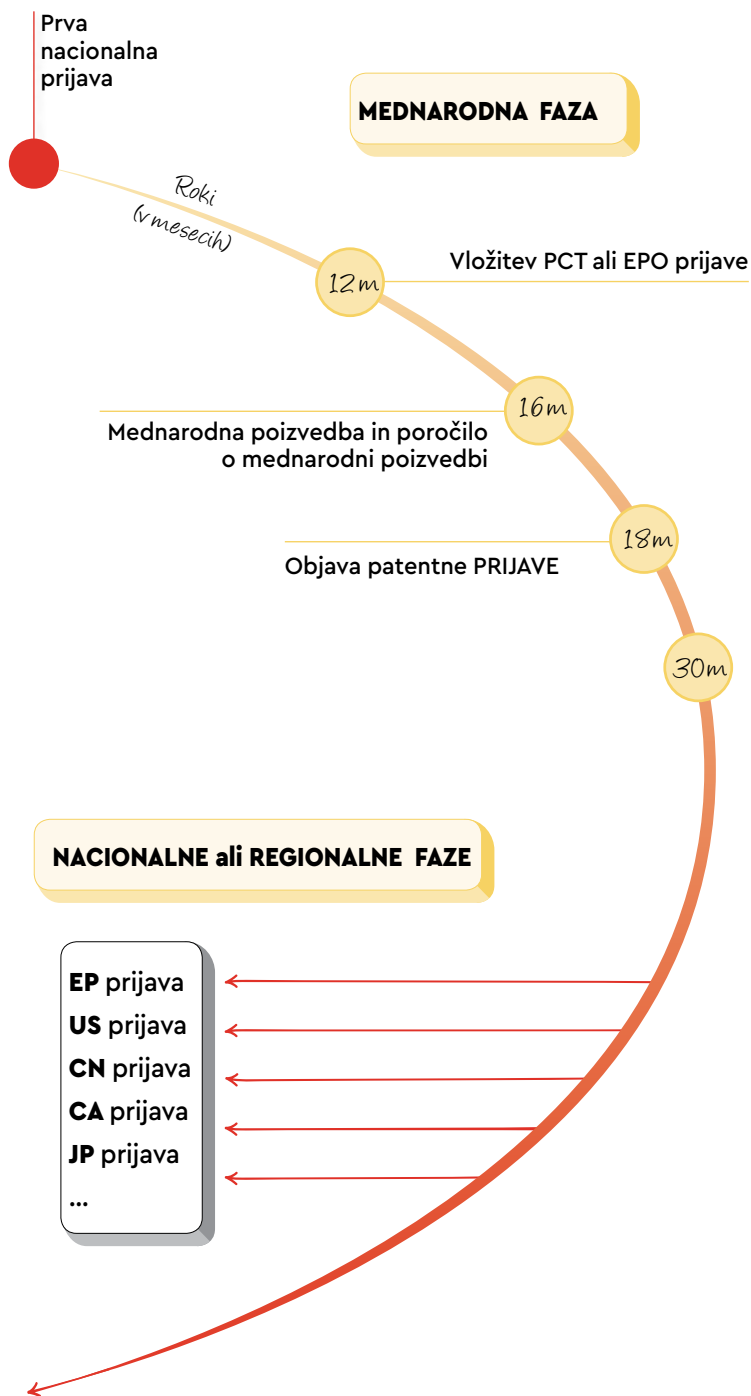 Prva
nacionalna
prijava
MEDNARODNA FAZA
Roki
(v mesecih)
12m
Vložitev PCT ali EPO prijave
16m
Mednarodna poizvedba in poročilo
o mednarodni poizvedbi
18m
Objava patentne PRIJAVE
30m
NACIONALNE ali REGIONALNE FAZE
EP prijava
US prijava
CN prijava
CA prijava
JP prijava
...